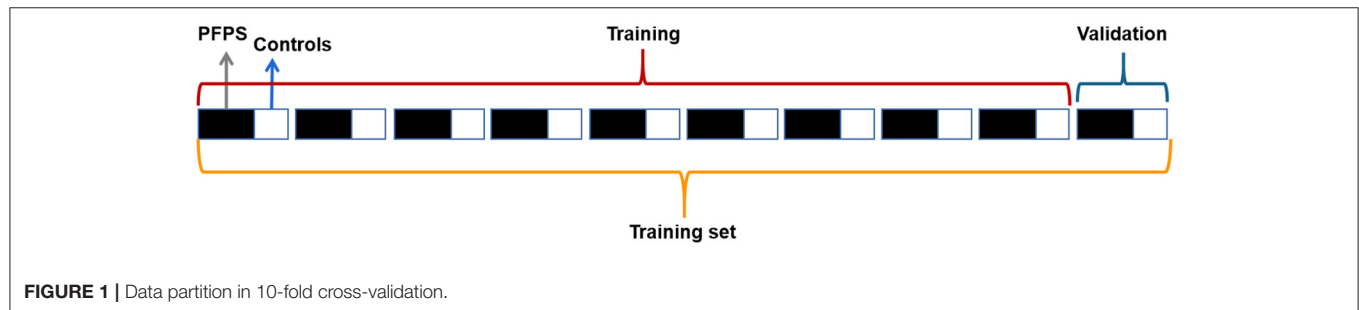 PFPS
Controls
Training
Validation
Training set
FIGURE 1 | Data partition in 10-fold cross-validation.